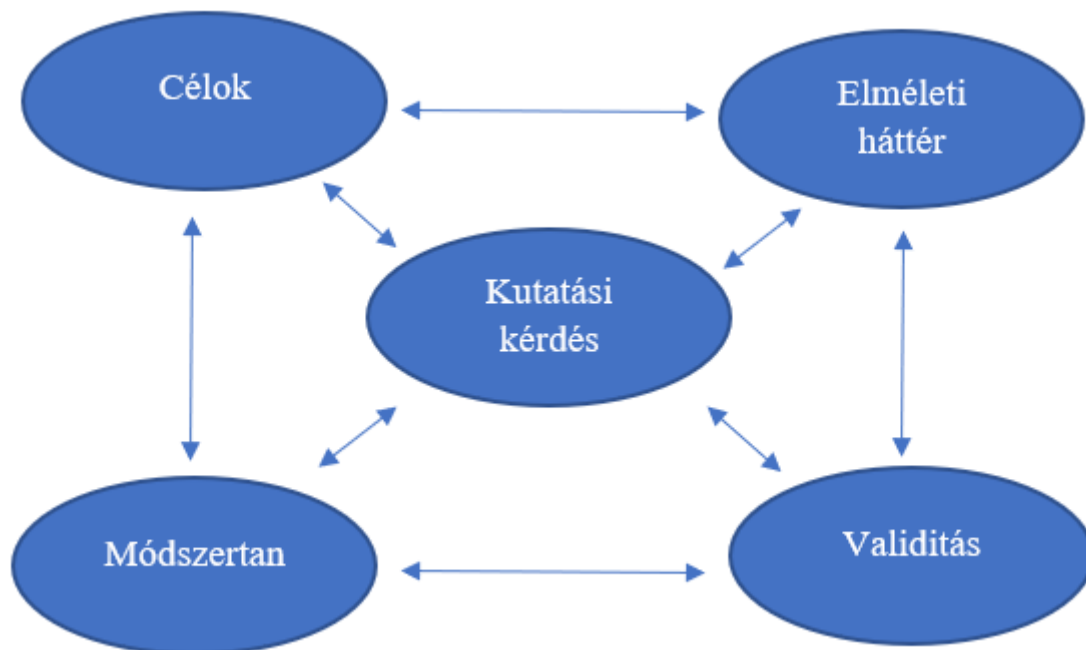 Célok
Elméleti
háttér
Kutatási
kérdés
Módszertan
Validitás